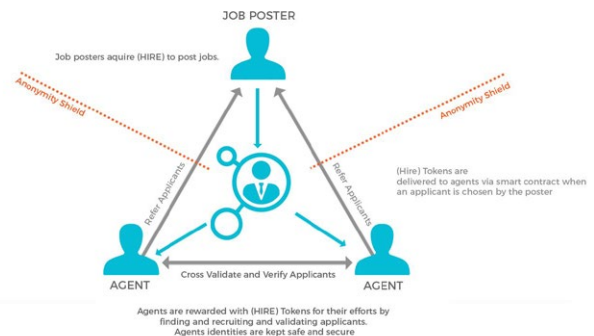 JOB POSTER
Job posters aquire (HIRE) to post jobs.
Anonymity Shield
Anonymity Shield
Refer Applicants
Refer Applicants
(Hire) Tokens are
delivered to agents via smart contract when
an applicant is chosen by the poster
Cross Validate and Verify Applicants
AGENT
AGENT
Agents are rewarded with (HIRE) Tokens for their efforts by
finding and recruiting and validating applicants.
Agents identities are kept safe and secure